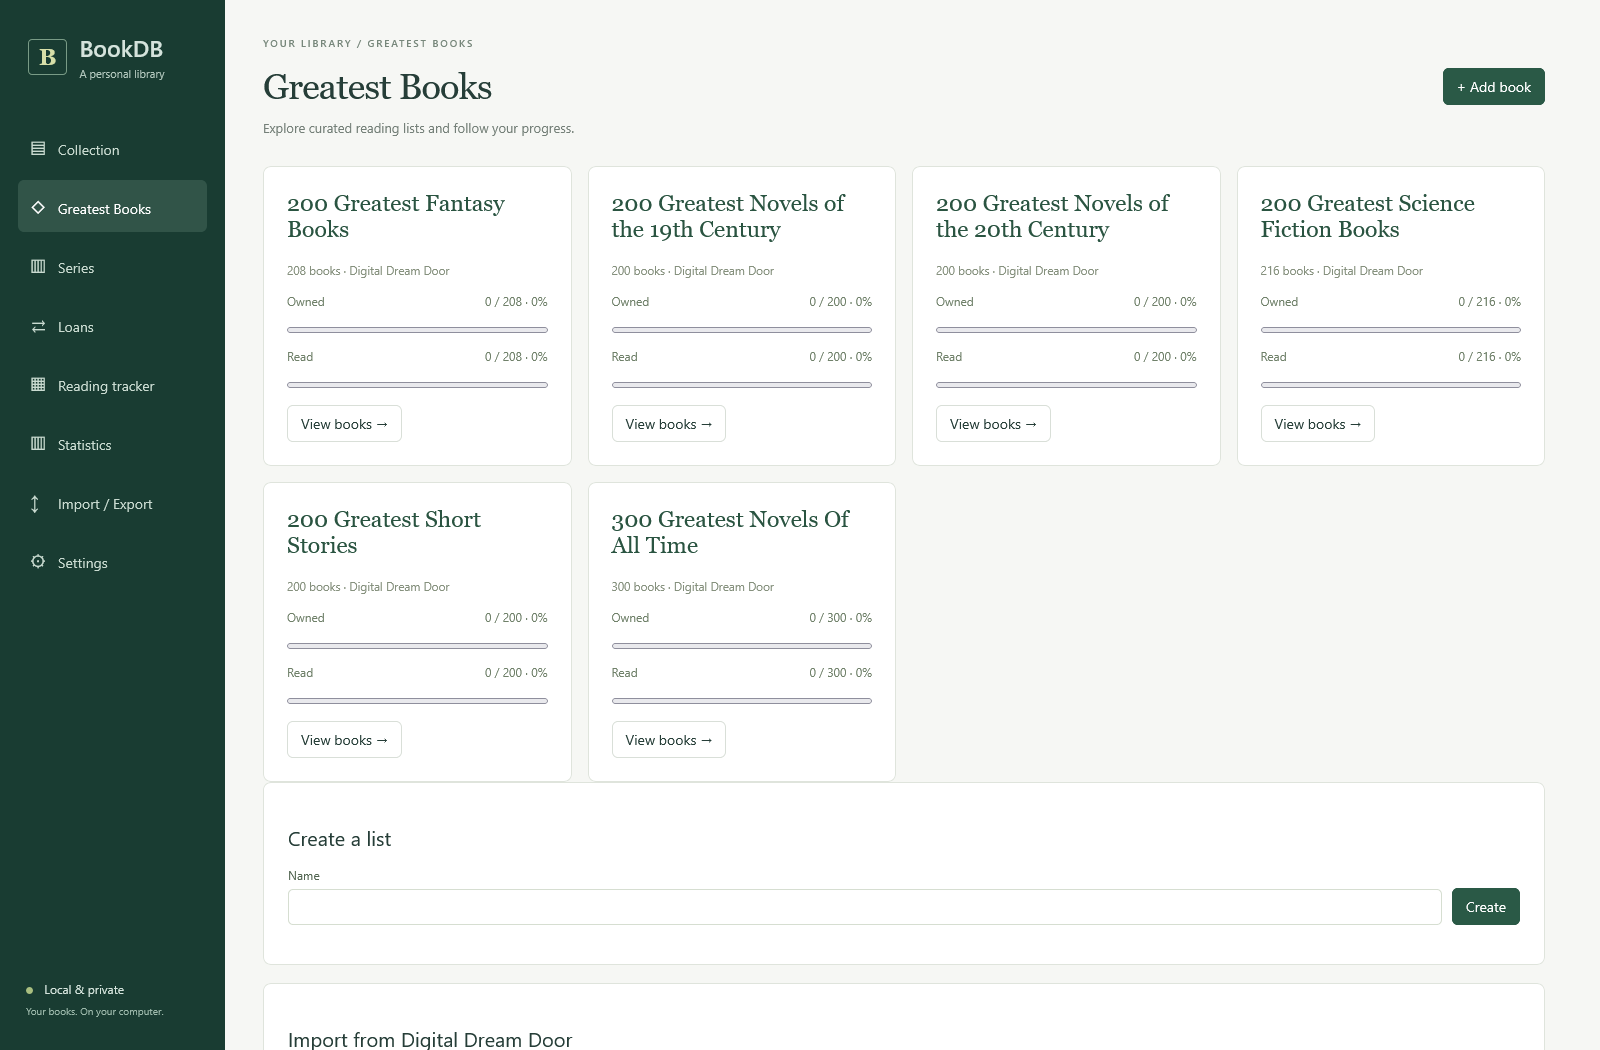 B
BookDB
A personal library
Collection
Greatest Books
Series
Loans
Reading tracker
Statistics
Import / Export
Settings
Local & private
Your books. On your computer.
YOUR LIBRARY / GREATEST BOOKS
Greatest Books
+ Add book
Explore curated reading lists and follow your progress.
200 Greatest Fantasy
Books
208 books · Digital Dream Door
Owned 0 / 208 · 0%
Read 0 / 208 · 0%
View books →
200 Greatest Novels of
the 19th Century
200 books · Digital Dream Door
Owned 0 / 200 · 0%
Read 0 / 200 · 0%
View books →
200 Greatest Novels of
the 20th Century
200 books · Digital Dream Door
Owned 0 / 200 · 0%
Read 0 / 200 · 0%
View books →
200 Greatest Science
Fiction Books
216 books · Digital Dream Door
Owned 0 / 216 · 0%
Read 0 / 216 · 0%
View books →
200 Greatest Short
Stories
200 books · Digital Dream Door
Owned 0 / 200 · 0%
Read 0 / 200 · 0%
View books →
300 Greatest Novels Of
All Time
300 books · Digital Dream Door
Owned 0 / 300 · 0%
Read 0 / 300 · 0%
View books →
Create a list
Name
Create
Import from Digital Dream Door